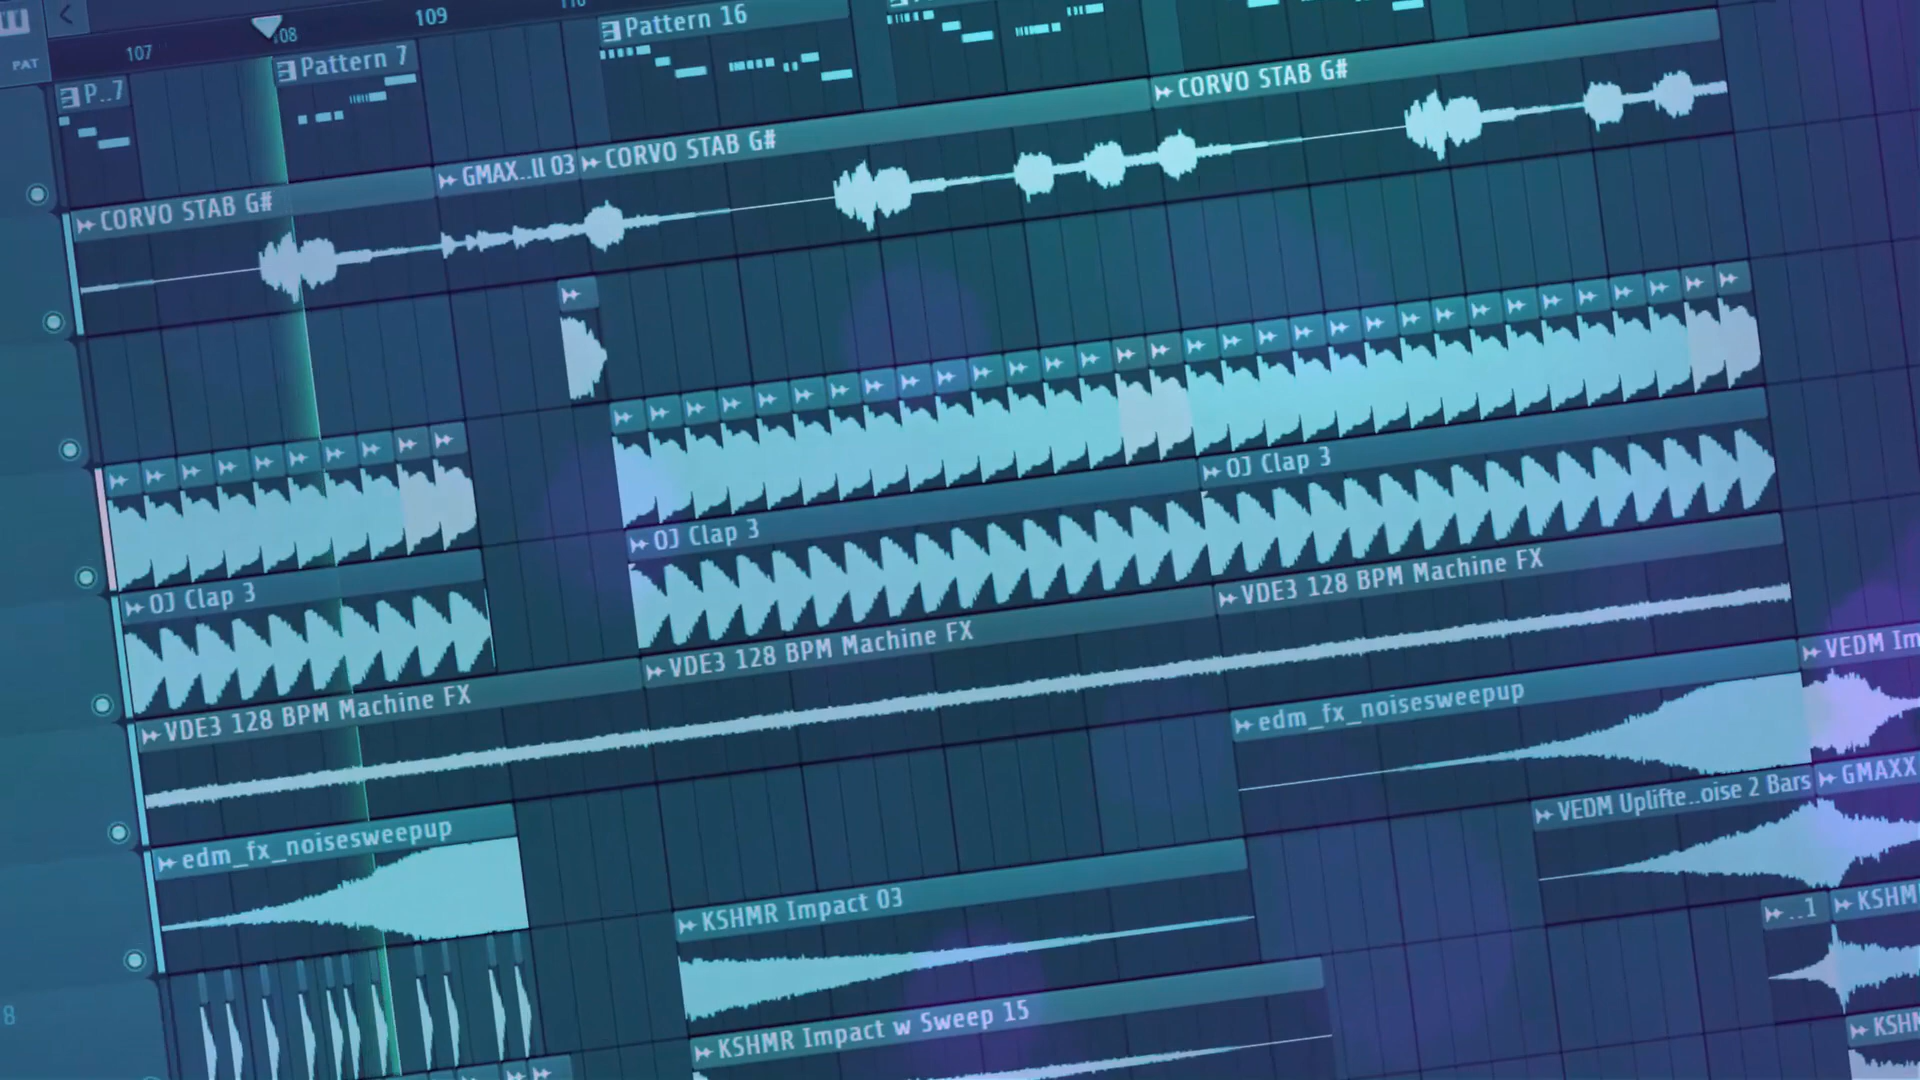 107
108
109
110
PAT
P..7
Pattern 7
Pattern 16
CORVO STAB G#
GMAX..ll 03
CORVO STAB G#
CORVO STAB G#
OJ Clap 3
OJ Clap 3
OJ Clap 3
VDE3 128 BPM Machine FX
VDE3 128 BPM Machine FX
VDE3 128 BPM Machine FX
edm_fx_noisesweepup
edm_fx_noisesweepup
VEDM Im
VEDM Uplifte..oise 2 Bars
GMAXX
KSHMR Impact 03
..1
KSHM
KSHMR Impact w Sweep 15
KSHM
8